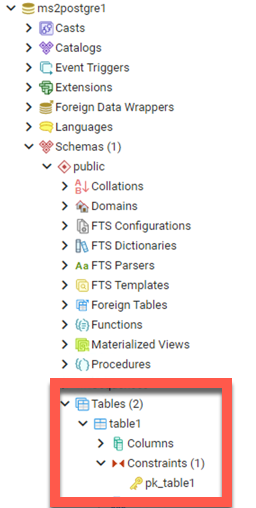 ms2postgre1
Casts
Catalogs
Event Triggers
Extensions
Foreign Data Wrappers
Languages
Schemas (1)
public
Collations
Domains
FTS Configurations
FTS Dictionaries
FTS Parsers
FTS Templates
Foreign Tables
Functions
Materialized Views
Procedures
Tables (2)
table1
Columns
Constraints (1)
pk_table1